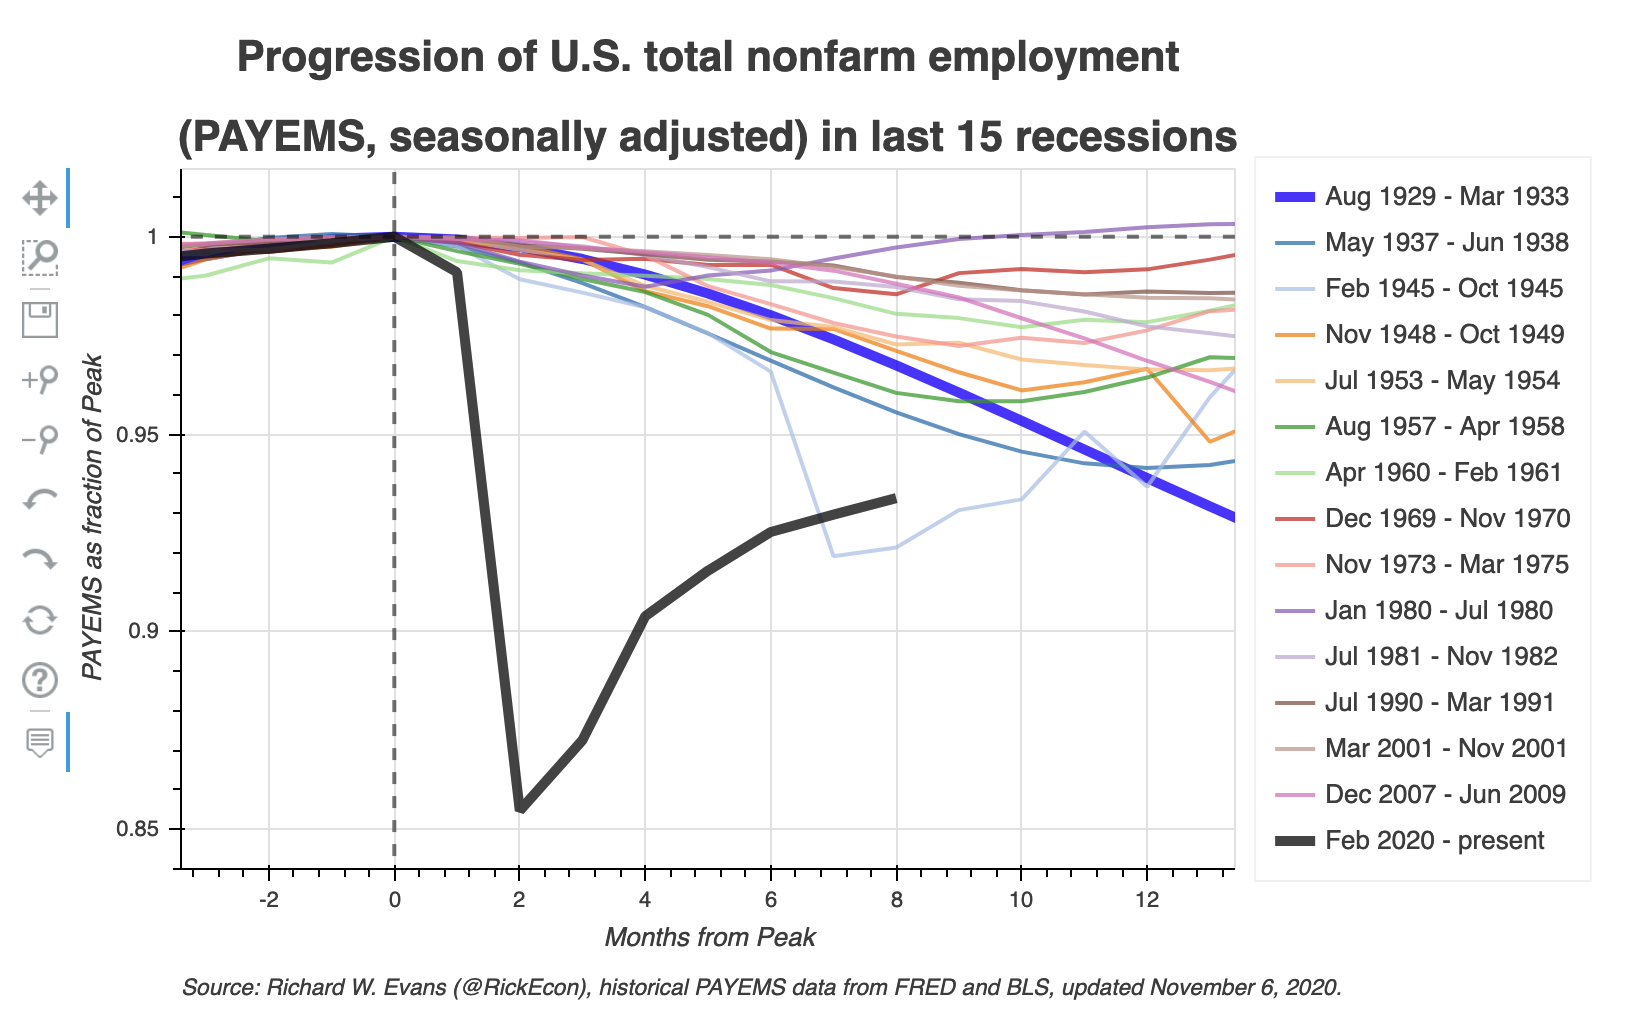 Progression of U.S. total nonfarm employment
(PAYEMS, seasonally adjusted) in last 15 recessions
PAYEMS as fraction of Peak
1
0.95
0.9
0.85
-2 0 2 4 6 8 10 12
Months from Peak
Aug 1929 - Mar 1933
May 1937 - Jun 1938
Feb 1945 - Oct 1945
Nov 1948 - Oct 1949
Jul 1953 - May 1954
Aug 1957 - Apr 1958
Apr 1960 - Feb 1961
Dec 1969 - Nov 1970
Nov 1973 - Mar 1975
Jan 1980 - Jul 1980
Jul 1981 - Nov 1982
Jul 1990 - Mar 1991
Mar 2001 - Nov 2001
Dec 2007 - Jun 2009
Feb 2020 - present
Source: Richard W. Evans (@RickEcon), historical PAYEMS data from FRED and BLS, updated November 6, 2020.